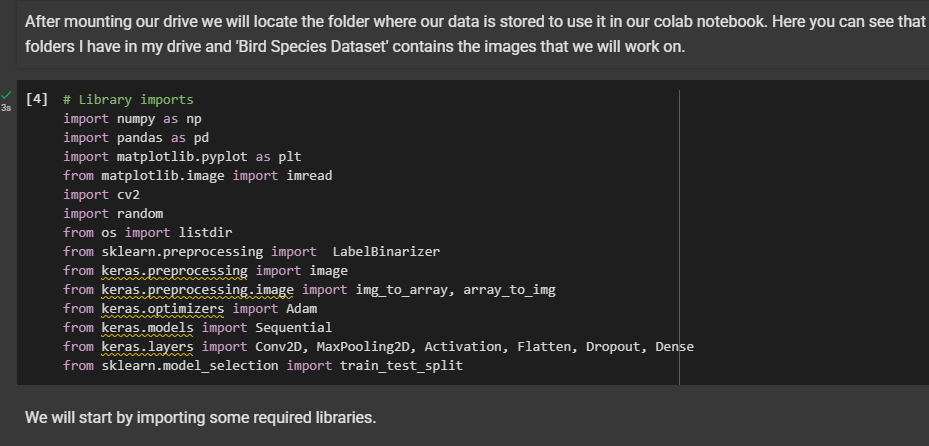 After mounting our drive we will locate the folder where our data is stored to use it in our colab notebook. Here you can see that
folders I have in my drive and 'Bird Species Dataset' contains the images that we will work on.
3s
[4] # Library imports
import numpy as np
import pandas as pd
import matplotlib.pyplot as plt
from matplotlib.image import imread
import cv2
import random
from os import listdir
from sklearn.preprocessing import  LabelBinarizer
from keras.preprocessing import image
from keras.preprocessing.image import img_to_array, array_to_img
from keras.optimizers import Adam
from keras.models import Sequential
from keras.layers import Conv2D, MaxPooling2D, Activation, Flatten, Dropout, Dense
from sklearn.model_selection import train_test_split
We will start by importing some required libraries.